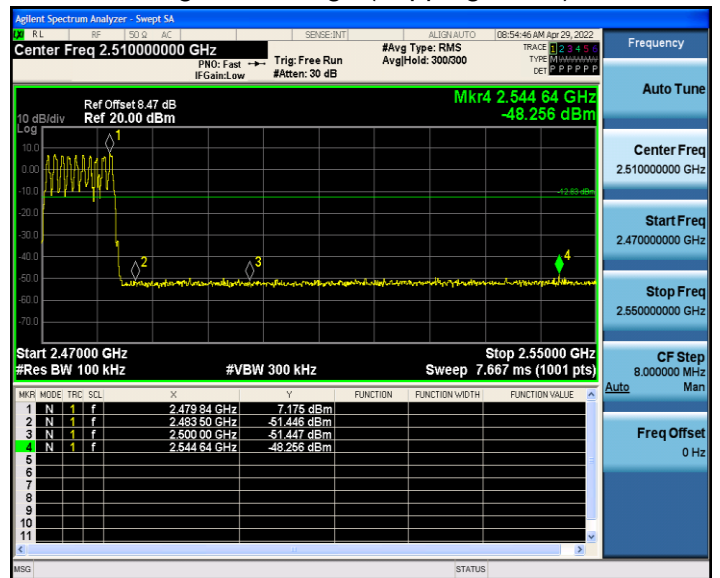 Agilent Spectrum Analyzer - Swept SA
LXI RL RF 50 Ω AC SENSE:INT ALIGN AUTO 08:54:46 AM Apr 29, 2022
Center Freq 2.510000000 GHz
PNO: Fast
IFGain:Low
Trig: Free Run
#Atten: 30 dB
#Avg Type: RMS
Avg|Hold: 300/300
TRACE 1 2 3 4 5 6
TYPE M
DET P P P P P P
Ref Offset 8.47 dB
10 dB/div Ref 20.00 dBm
Log
Mkr4 2.544 64 GHz
-48.256 dBm
10.0
0.00
-10.0
-20.0
-30.0
-40.0
-50.0
-60.0
-70.0
1
2
3
4
-12.83 dBm
Start 2.47000 GHz Stop 2.55000 GHz
#Res BW 100 kHz #VBW 300 kHz Sweep 7.667 ms (1001 pts)
MKR MODE TRC SCL X Y FUNCTION FUNCTION WIDTH FUNCTION VALUE
1 N 1 f 2.479 84 GHz 7.175 dBm
2 N 1 f 2.483 50 GHz -51.446 dBm
3 N 1 f 2.500 00 GHz -51.447 dBm
4 N 1 f 2.544 64 GHz -48.256 dBm
5
6
7
8
9
10
11
MSG STATUS
Frequency
Auto Tune
Center Freq
2.510000000 GHz
Start Freq
2.470000000 GHz
Stop Freq
2.550000000 GHz
CF Step
8.000000 MHz
Auto Man
Freq Offset
0 Hz